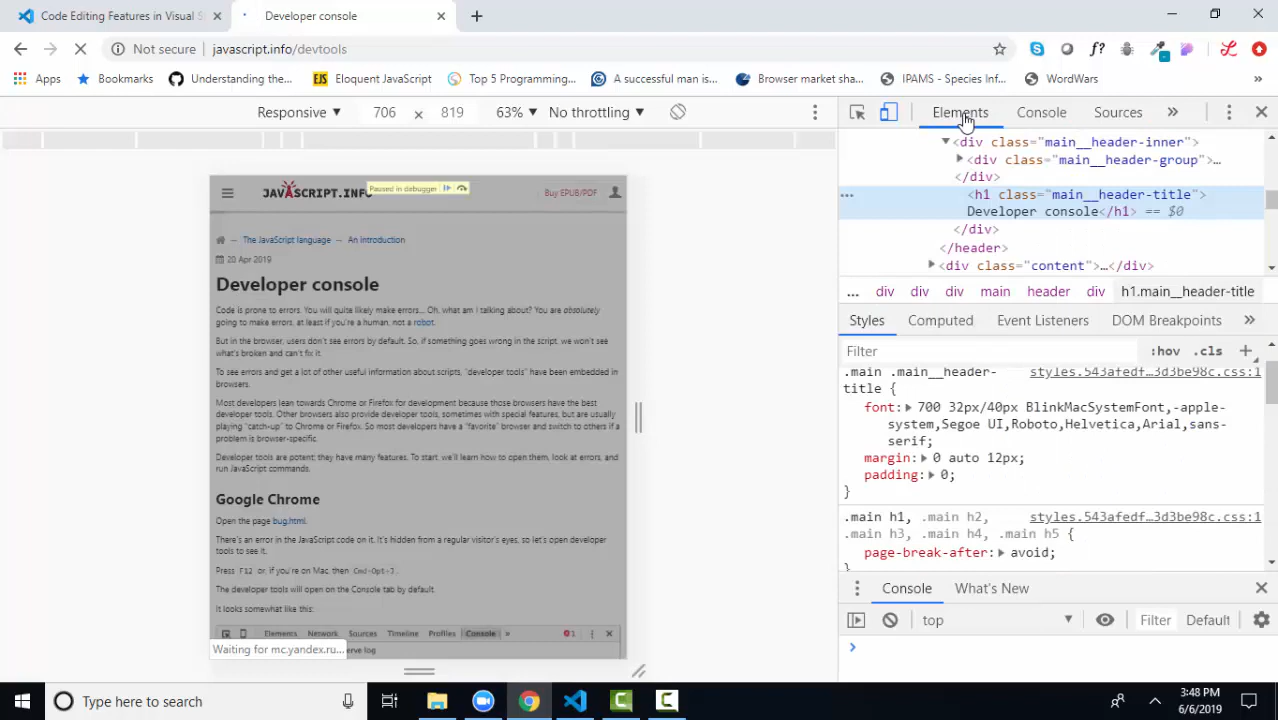 Code Editing Features in Visual S
Developer console
Not secure
javascript.info/devtools
Apps
Bookmarks
Understanding the...
Eloquent JavaScript
Top 5 Programming...
A successful man is...
Browser market sha...
IPAMS - Species Inf...
WordWars
»
Responsive
706
×
819
63%
No throttling
Elements
Console
Sources
»
<div class="main__header-inner">
<div class="main__header-group">…
</div>
<h1 class="main__header-title">
Developer console</h1> == $0
</div>
</header>
<div class="content">…</div>
... div div div main header div h1.main__header-title
Styles Computed Event Listeners DOM Breakpoints »
Filter :hov .cls +
.main .main__header- styles.543afedf…3d3be98c.css:1
title {
font: 700 32px/40px BlinkMacSystemFont,-apple-
system,Segoe UI,Roboto,Helvetica,Arial,sans-
serif;
margin: 0 auto 12px;
padding: 0;
}
.main h1, .main h2, styles.543afedf…3d3be98c.css:1
.main h3, .main h4, .main h5 {
page-break-after: avoid;
Console What's New
top Filter Default
JAVASCRIPT.INFO
Paused in debugger
Buy EPUB/PDF
The JavaScript language → An introduction
20 Apr 2019
Developer console
Code is prone to errors. You will quite likely make errors... Oh, what am I talking about? You are absolutely
going to make errors, at least if you're a human, not a robot.
But in the browser, users don't see errors by default. So, if something goes wrong in the script, we won't see
what's broken and can't fix it.
To see errors and get a lot of other useful information about scripts, "developer tools" have been embedded in
browsers.
Most developers lean towards Chrome or Firefox for development because those browsers have the best
developer tools. Other browsers also provide developer tools, sometimes with special features, but are usually
playing "catch-up" to Chrome or Firefox. So most developers have a "favorite" browser and switch to others if a
problem is browser-specific.
Developer tools are potent; they have many features. To start, we'll learn how to open them, look at errors, and
run JavaScript commands.
Google Chrome
Open the page bug.html.
There's an error in the JavaScript code on it. It's hidden from a regular visitor's eyes, so let's open developer
tools to see it.
Press F12 or, if you're on Mac, then Cmd+Opt+J.
The developer tools will open on the Console tab by default.
It looks somewhat like this:
Elements Network Sources Timeline Profiles Console » 1
Waiting for mc.yandex.ru...
erve log
Type here to search
3:48 PM
6/6/2019